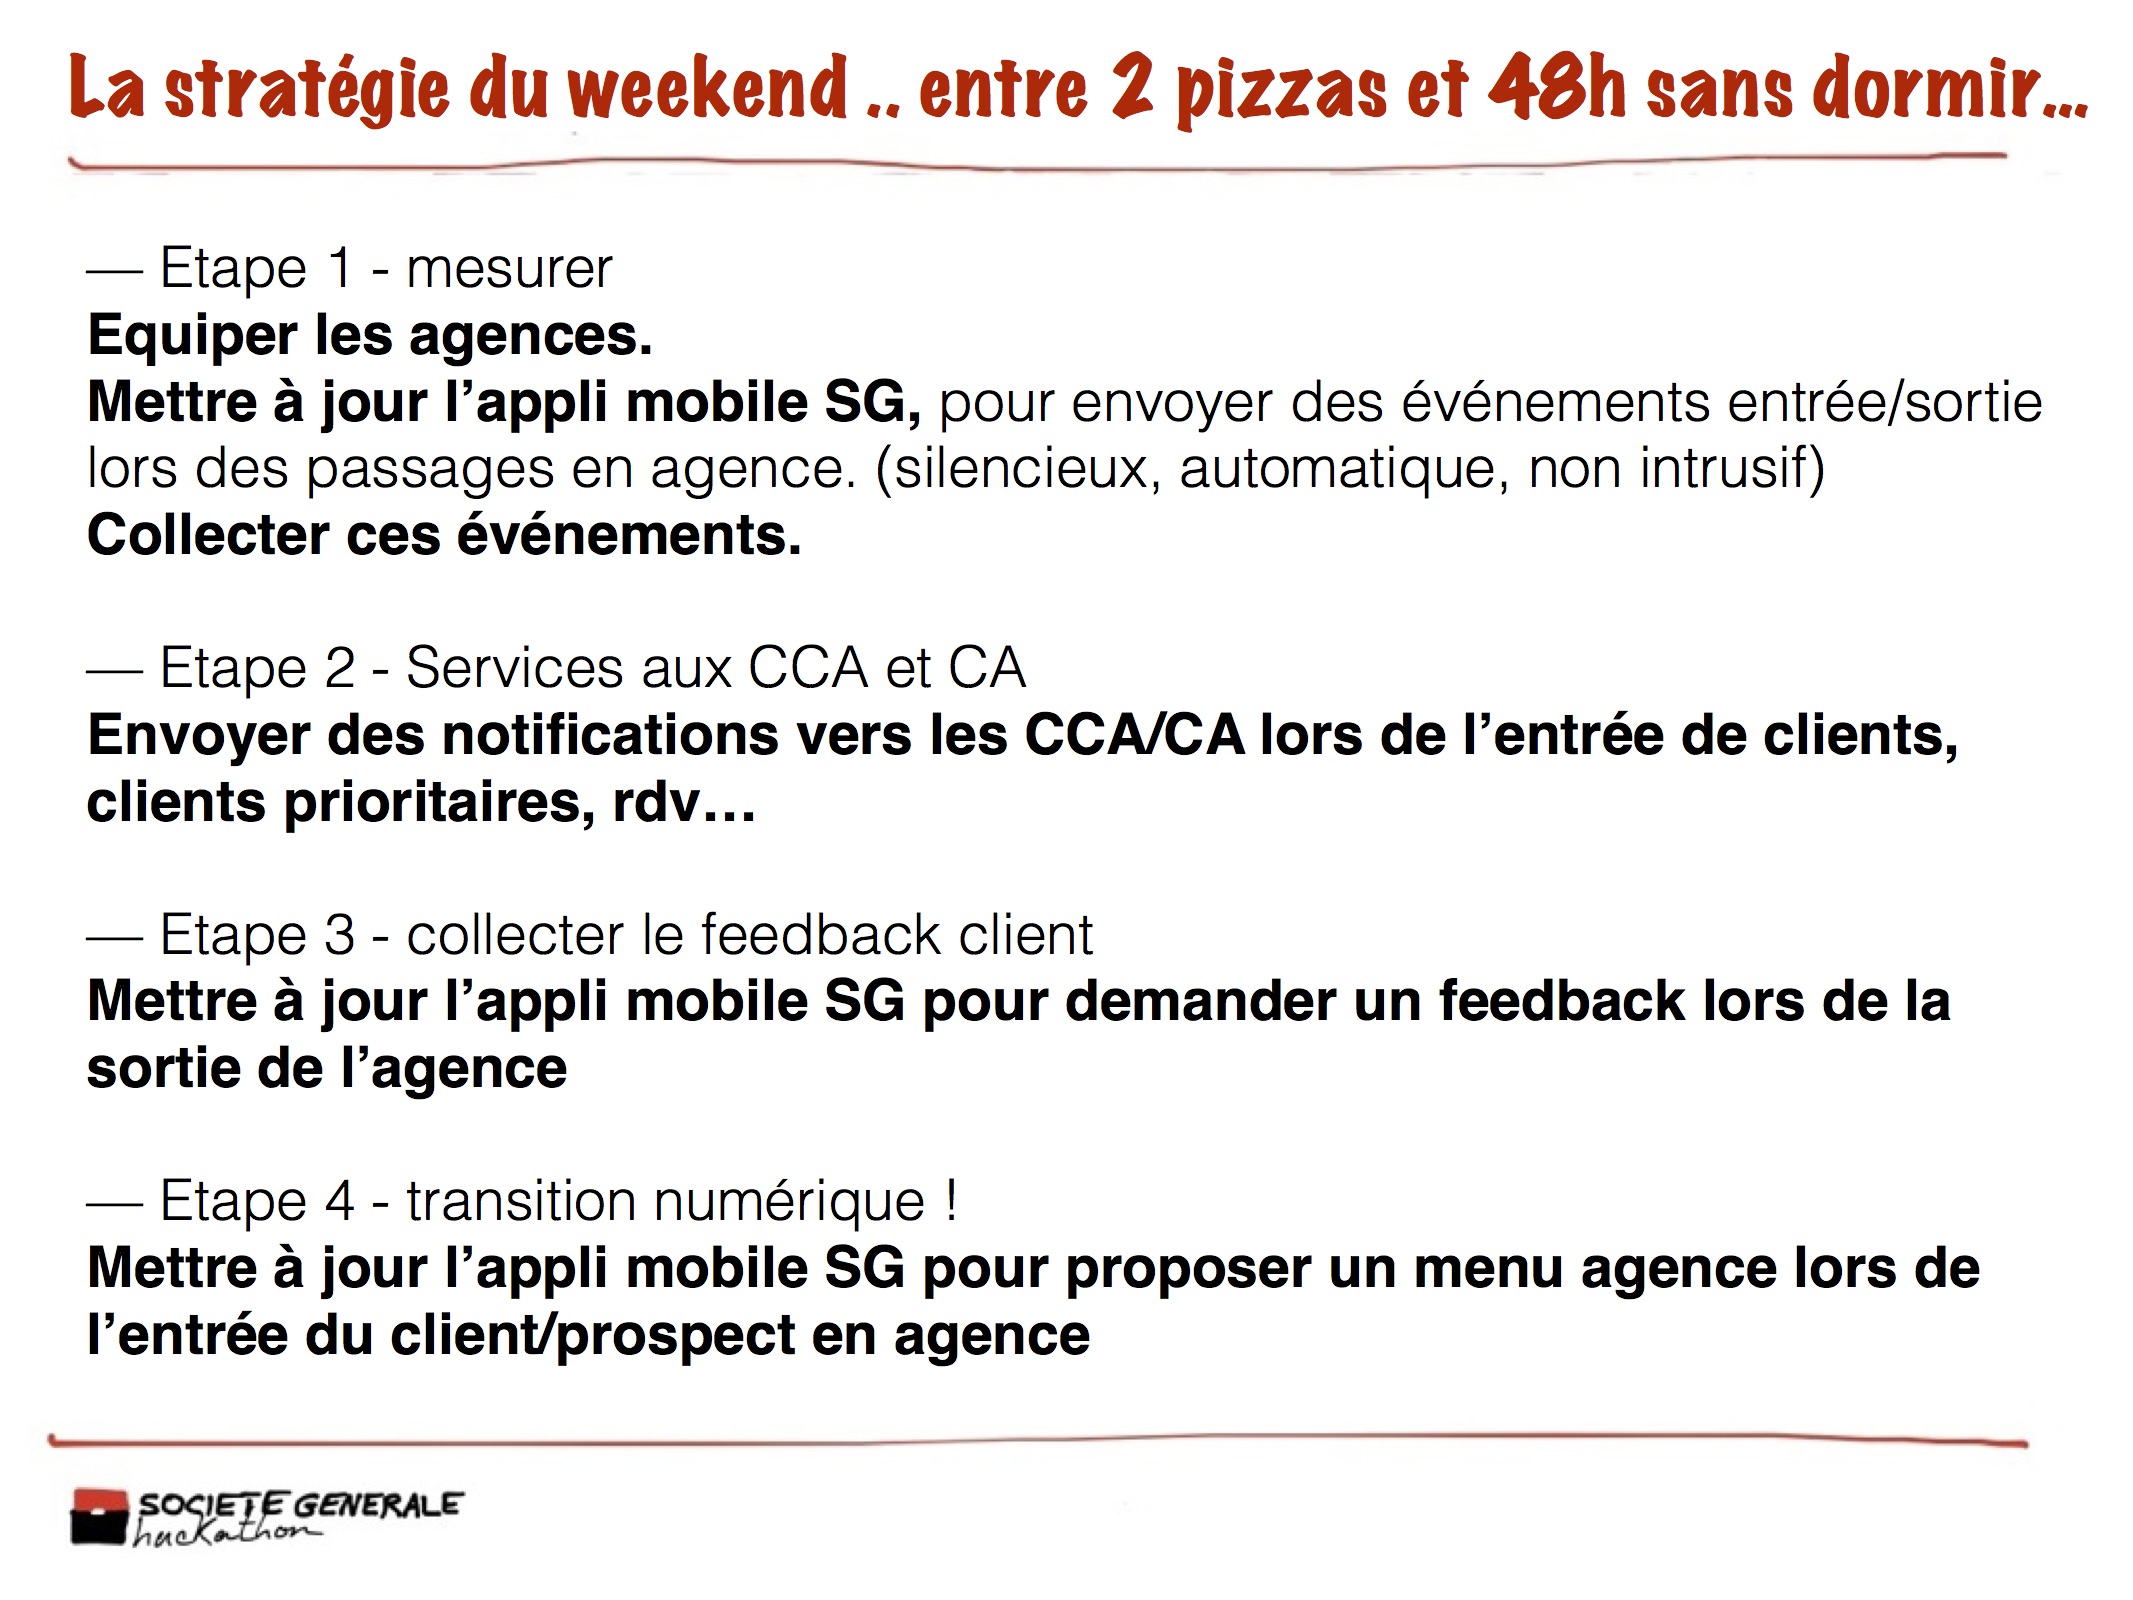 La stratégie du weekend .. entre 2 pizzas et 48h sans dormir...
— Etape 1 - mesurer
Equiper les agences.
Mettre à jour l’appli mobile SG, pour envoyer des événements entrée/sortie
lors des passages en agence. (silencieux, automatique, non intrusif)
Collecter ces événements.
— Etape 2 - Services aux CCA et CA
Envoyer des notifications vers les CCA/CA lors de l’entrée de clients,
clients prioritaires, rdv…
— Etape 3 - collecter le feedback client
Mettre à jour l’appli mobile SG pour demander un feedback lors de la
sortie de l’agence
— Etape 4 - transition numérique !
Mettre à jour l’appli mobile SG pour proposer un menu agence lors de
l’entrée du client/prospect en agence
SOCIETE GENERALE
hackathon